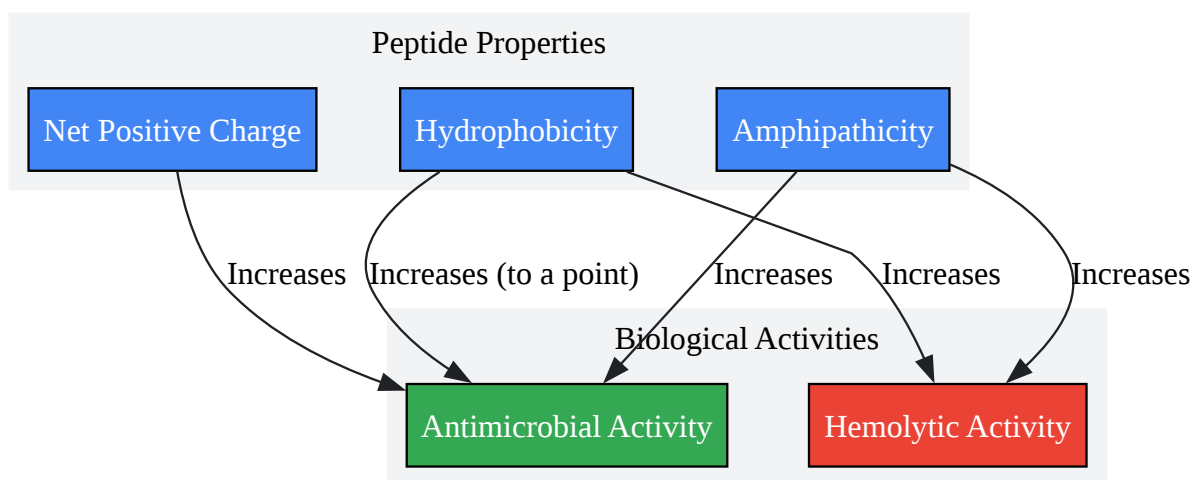 Peptide Properties
Net Positive Charge
Hydrophobicity
Amphipathicity
Increases
Increases (to a point)
Increases
Increases
Increases
Biological Activities
Antimicrobial Activity
Hemolytic Activity